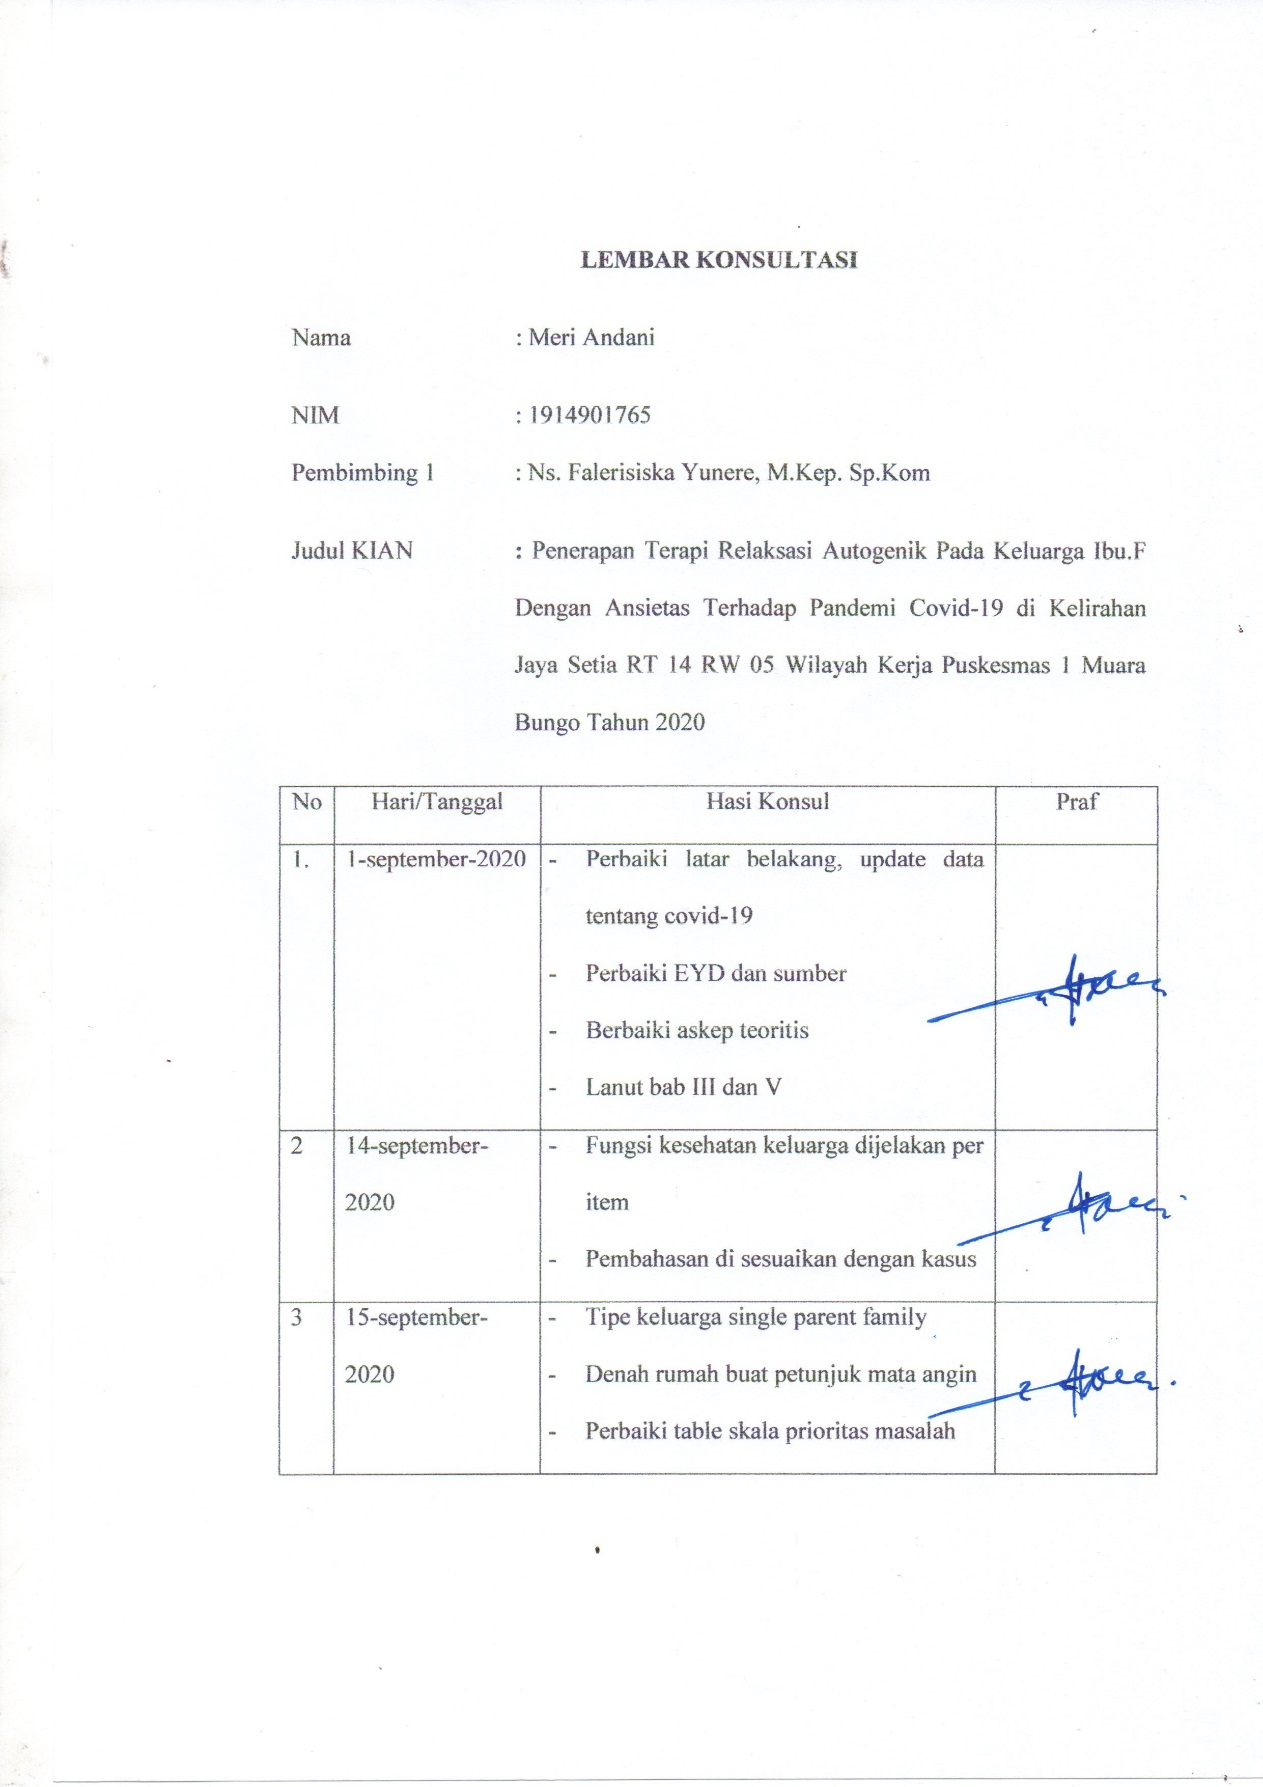 LEMBAR KONSULTASI
Nama : Meri Andani
NIM : 1914901765
Pembimbing 1 : Ns. Falerisiska Yunere, M.Kep. Sp.Kom
Judul KIAN : Penerapan Terapi Relaksasi Autogenik Pada Keluarga Ibu.F
Dengan Ansietas Terhadap Pandemi Covid-19 di Kelirahan
Jaya Setia RT 14 RW 05 Wilayah Kerja Puskesmas 1 Muara
Bungo Tahun 2020
No Hari/Tanggal Hasi Konsul Praf
1. 1-september-2020 - Perbaiki latar belakang, update data
tentang covid-19
- Perbaiki EYD dan sumber
- Berbaiki askep teoritis
- Lanut bab III dan V
2 14-september- - Fungsi kesehatan keluarga dijelakan per
2020 item
- Pembahasan di sesuaikan dengan kasus
3 15-september- - Tipe keluarga single parent family
2020 - Denah rumah buat petunjuk mata angin
- Perbaiki table skala prioritas masalah